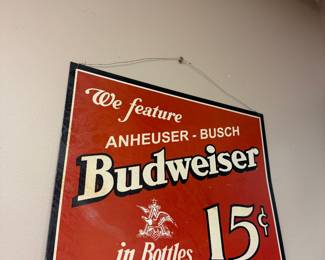 We feature
ANHEUSER - BUSCH
Budweiser
in Bottles 15¢